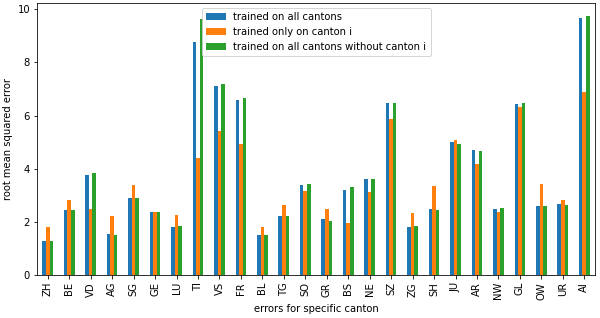 trained on all cantons
trained only on canton i
trained on all cantons without canton i
root mean squared error
10
8
6
4
2
0
ZH BE VD AG SG GE LU TI VS FR BL TG SO GR BS NE SZ ZG SH JU AR NW GL OW UR AI
errors for specific canton